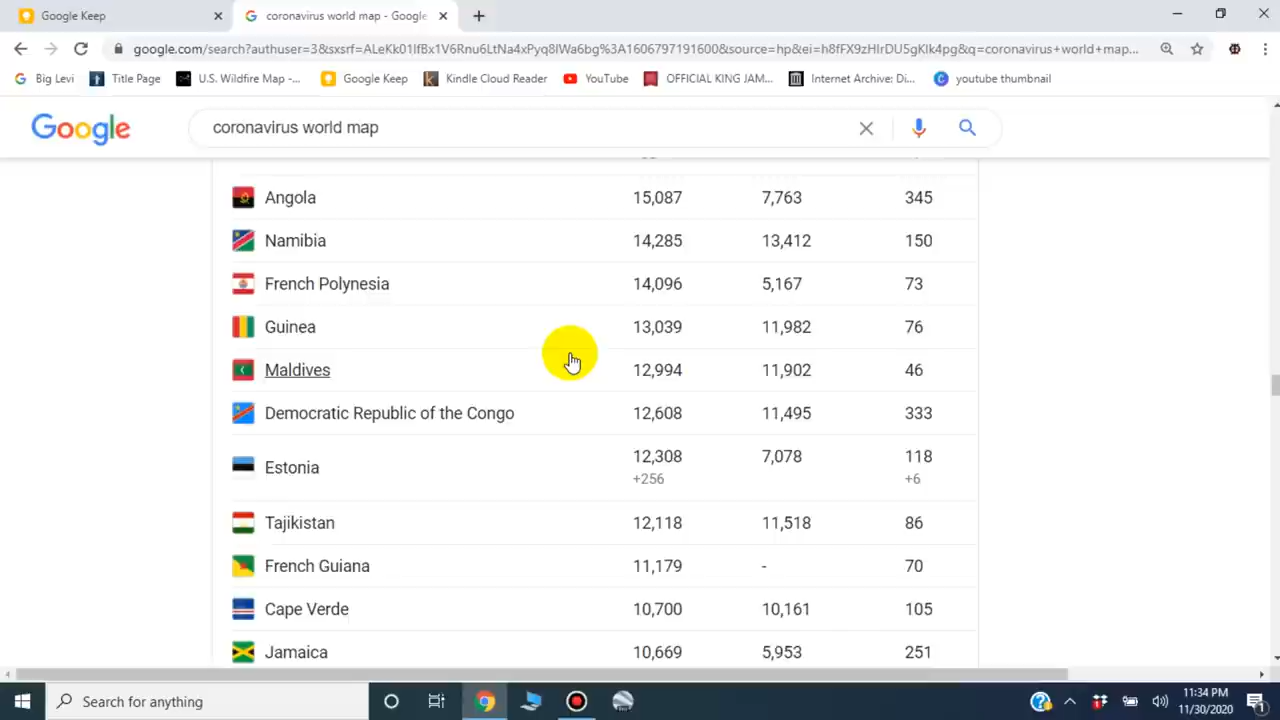 Google Keep
coronavirus world map - Google
google.com/search?authuser=3&sxsrf=ALeKk01IfBx1V6Rnu6LtNa4xPyq8IWa6bg%3A1606797191600&source=hp&ei=h8fFX9zHIrDU5gKlk4pg&q=coronavirus+world+map...
Big Levi
Title Page
U.S. Wildfire Map -...
Google Keep
Kindle Cloud Reader
YouTube
OFFICIAL KING JAM...
Internet Archive: Di...
youtube thumbnail
Google
coronavirus world map
Angola 15,087 7,763 345
Namibia 14,285 13,412 150
French Polynesia 14,096 5,167 73
Guinea 13,039 11,982 76
Maldives 12,994 11,902 46
Democratic Republic of the Congo 12,608 11,495 333
Estonia 12,308 7,078 118
+256 +6
Tajikistan 12,118 11,518 86
French Guiana 11,179 - 70
Cape Verde 10,700 10,161 105
Jamaica 10,669 5,953 251
Search for anything
11:34 PM
11/30/2020